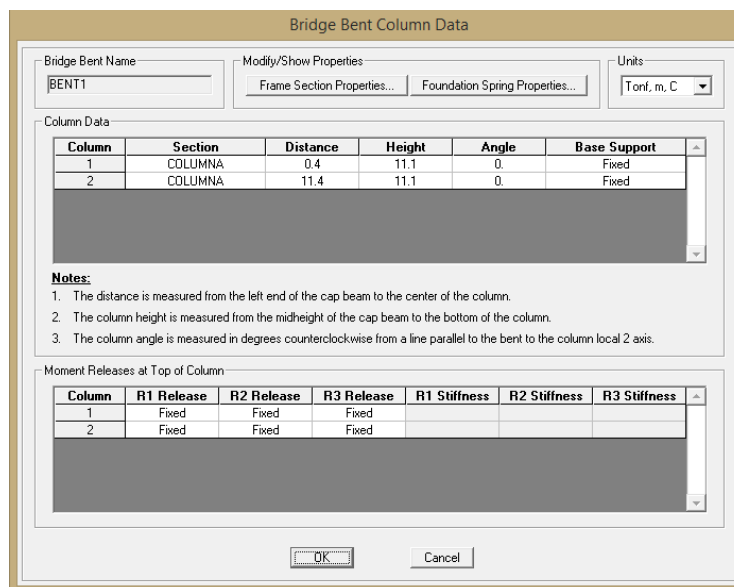 Bridge Bent Column Data
Bridge Bent Name
Modify/Show Properties
Units
BENT1
Frame Section Properties...
Foundation Spring Properties...
Tonf, m, C
Column Data
Column Section Distance Height Angle Base Support
1 COLUMNA 0.4 11.1 0. Fixed
2 COLUMNA 11.4 11.1 0. Fixed
Notes:
1. The distance is measured from the left end of the cap beam to the center of the column.
2. The column height is measured from the midheight of the cap beam to the bottom of the column.
3. The column angle is measured in degrees counterclockwise from a line parallel to the bent to the column local 2 axis.
Moment Releases at Top of Column
Column R1 Release R2 Release R3 Release R1 Stiffness R2 Stiffness R3 Stiffness
1 Fixed Fixed Fixed
2 Fixed Fixed Fixed
OK Cancel